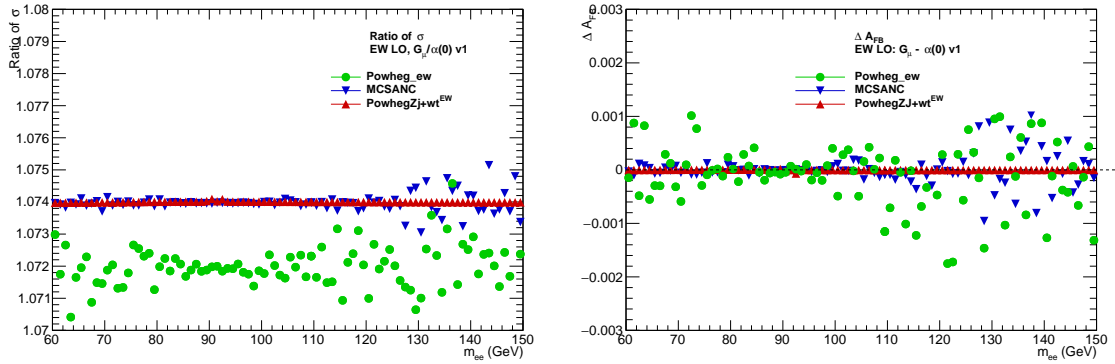 Ratio of σ
1.08
1.079
1.078
1.077
1.076
1.075
1.074
1.073
1.072
1.071
1.07
Ratio of σ
EW LO, Gμ/α(0) v1
Powheg_ew
MCSANC
PowhegZj+wt^EW
60 70 80 90 100 110 120 130 140 150
m_ee (GeV)
Δ A_FB
0.003
0.002
0.001
0
−0.001
−0.002
−0.003
Δ A_FB
EW LO: Gμ - α(0) v1
Powheg_ew
MCSANC
PowhegZJ+wt^EW
60 70 80 90 100 110 120 130 140 150
m_ee (GeV)